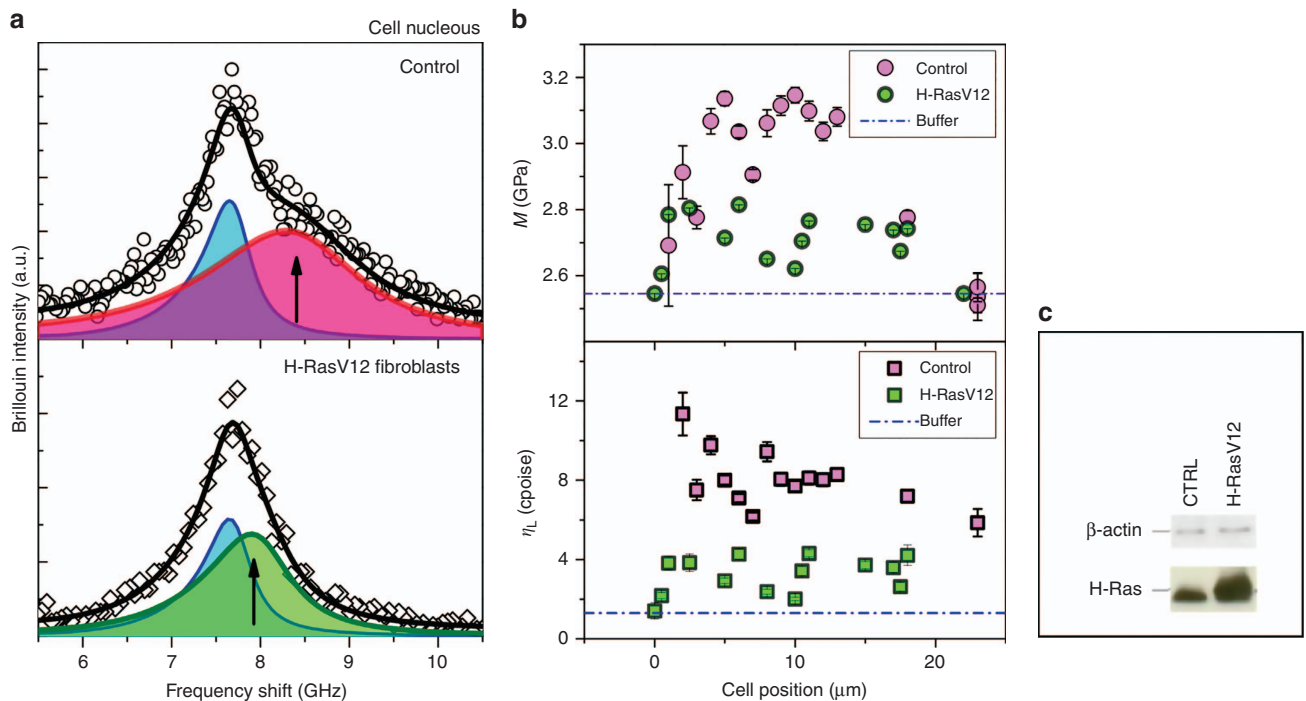 a
Cell nucleous
Control
H-RasV12 fibroblasts
Brillouin intensity (a.u.)
6 7 8 9 10
Frequency shift (GHz)
b
Control
H-RasV12
Buffer
3.2
3.0
2.8
2.6
M (GPa)
Control
H-RasV12
Buffer
12
8
4
0
ηL (cpoise)
0 10 20
Cell position (μm)
c
CTRL
H-RasV12
β-actin
H-Ras